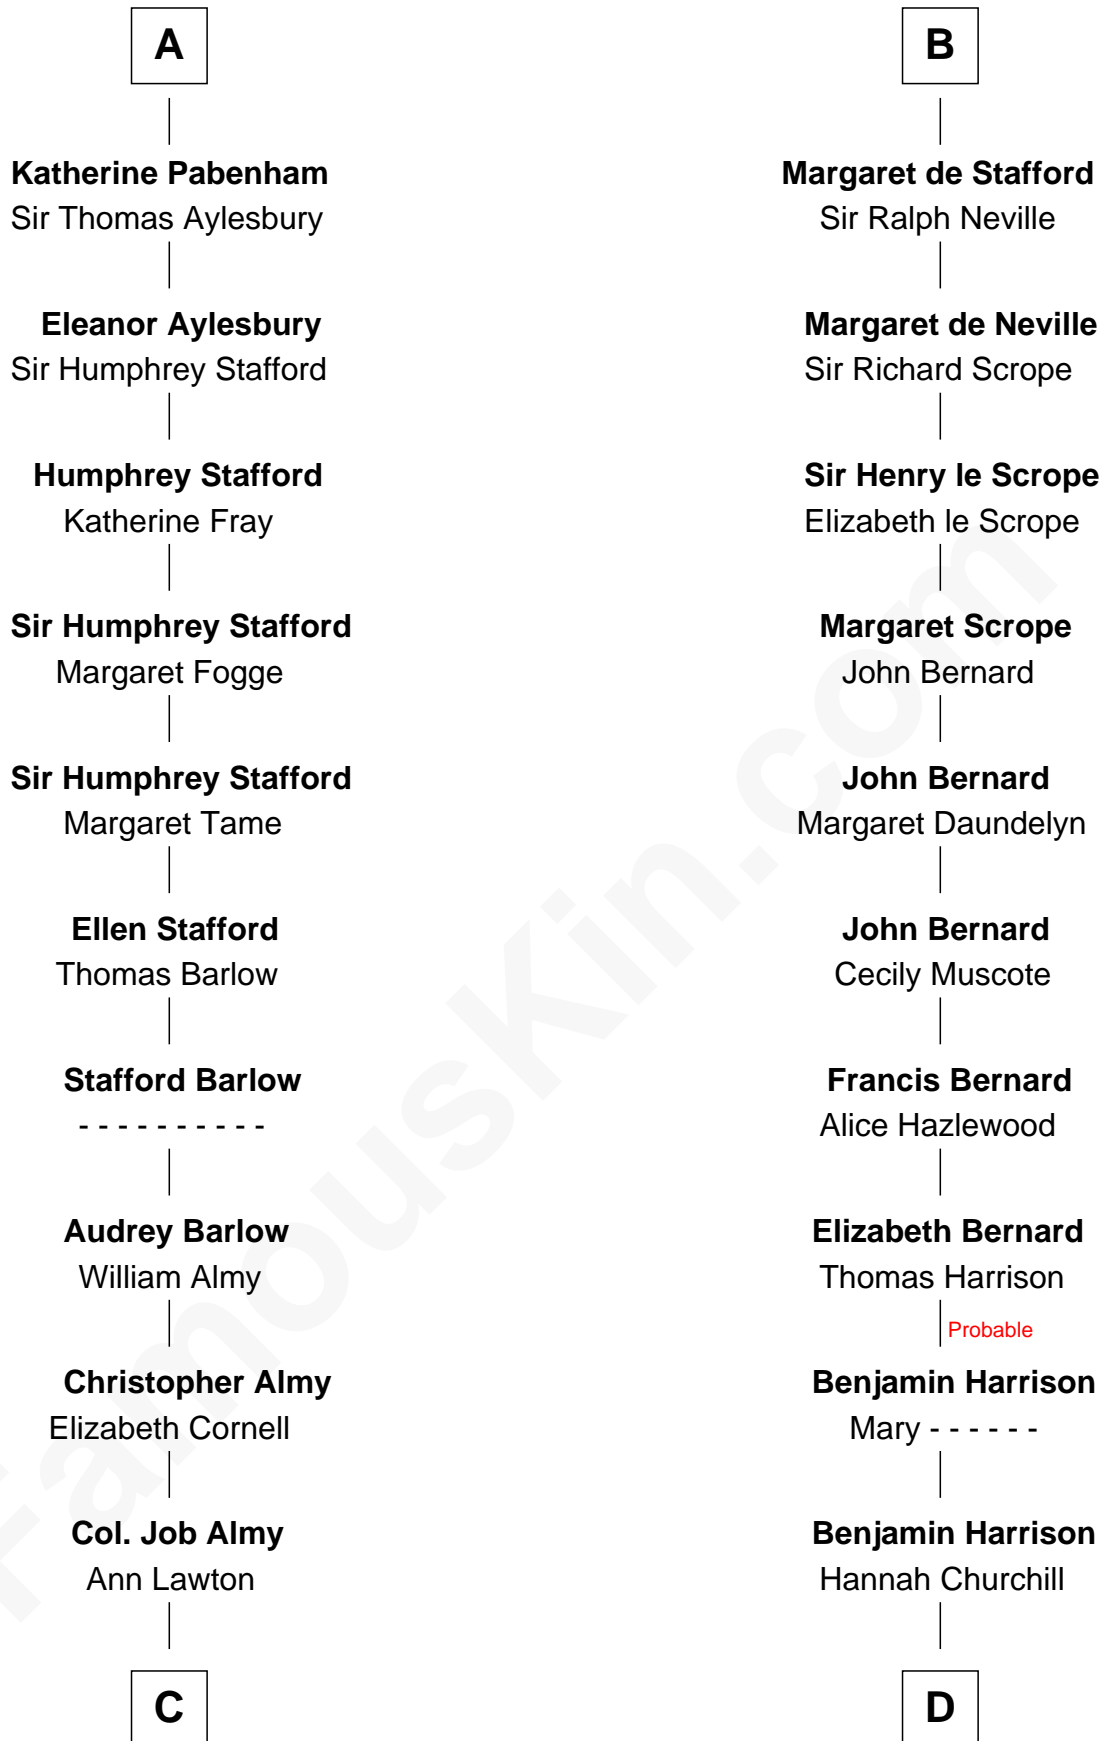 A
Katherine Pabenham
Sir Thomas Aylesbury
Eleanor Aylesbury
Sir Humphrey Stafford
Humphrey Stafford
Katherine Fray
Sir Humphrey Stafford
Margaret Fogge
Sir Humphrey Stafford
Margaret Tame
Ellen Stafford
Thomas Barlow
Stafford Barlow
- - - - - - - - - -
Audrey Barlow
William Almy
Christopher Almy
Elizabeth Cornell
Col. Job Almy
Ann Lawton
C
B
Margaret de Stafford
Sir Ralph Neville
Margaret de Neville
Sir Richard Scrope
Sir Henry le Scrope
Elizabeth le Scrope
Margaret Scrope
John Bernard
John Bernard
Margaret Daundelyn
John Bernard
Cecily Muscote
Francis Bernard
Alice Hazlewood
Elizabeth Bernard
Thomas Harrison
Probable
Benjamin Harrison
Mary - - - - - -
Benjamin Harrison
Hannah Churchill
D
FamousKin.com